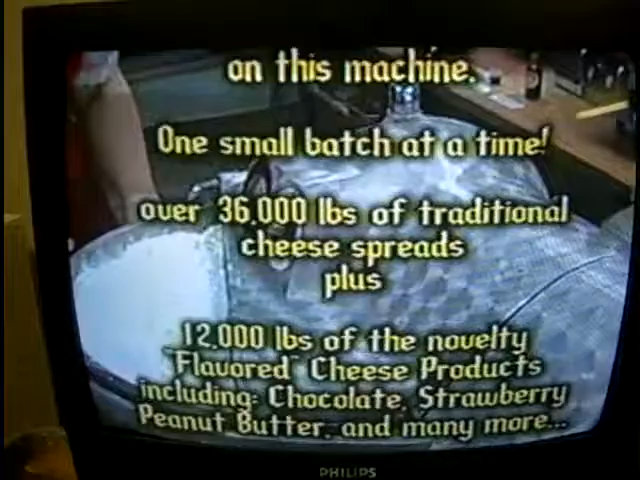 on this machine.
One small batch at a time!
over 36,000 lbs of traditional
cheese spreads
plus
12,000 lbs of the novelty
"Flavored" Cheese Products
including: Chocolate, Strawberry
Peanut Butter, and many more...
PHILIPS